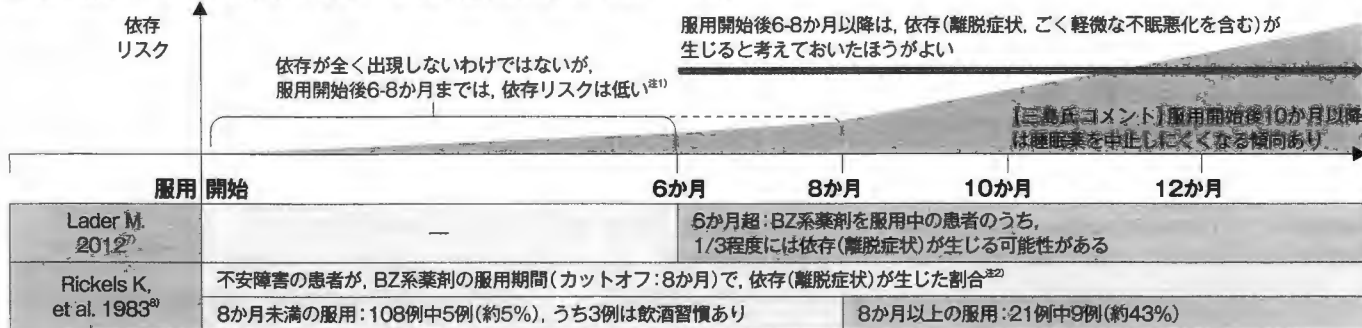 依存
リスク
服用開始後6-8か月以降は，依存（離脱症状，ごく軽微な不眠悪化を含む）が
生じると考えておいたほうがよい
依存が全く出現しないわけではないが，
服用開始後6-8か月までは，依存リスクは低い注1)
【三島氏コメント】服用開始後10か月以降
は睡眠薬を中止しにくくなる傾向あり
服用 開始 6か月 8か月 10か月 12か月
Lader M.
20127)
—
6か月超：BZ系薬剤を服用中の患者のうち，
1/3程度には依存（離脱症状）が生じる可能性がある
Rickels K,
et al. 19838)
不安障害の患者が，BZ系薬剤の服用期間（カットオフ：8か月）で，依存（離脱症状）が生じた割合注2)
8か月未満の服用：108例中5例（約5%），うち3例は飲酒習慣あり
8か月以上の服用：21例中9例（約43%）